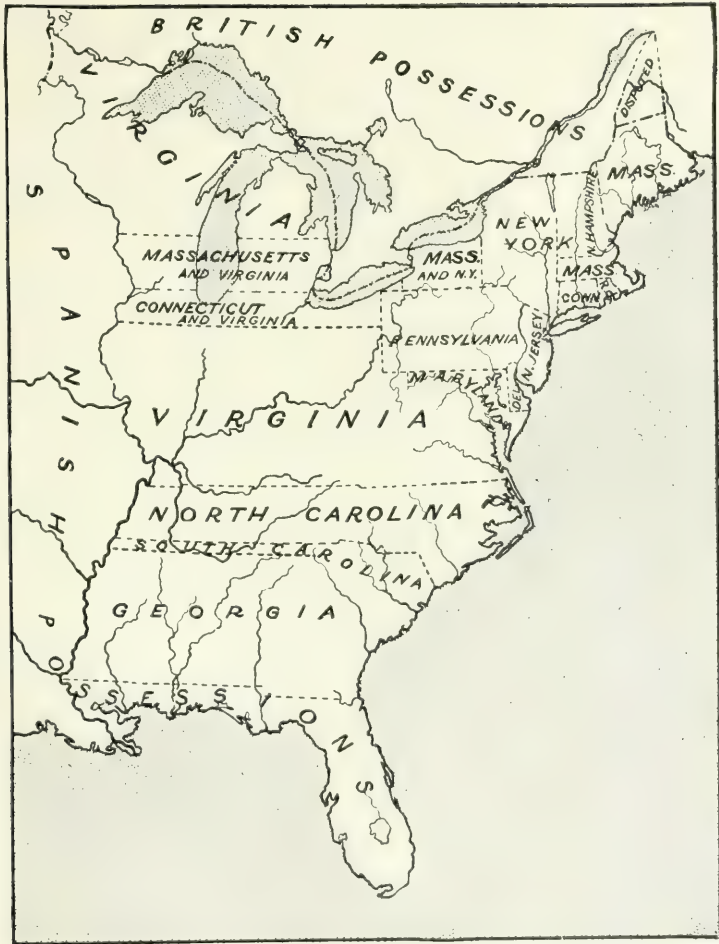 BRITISH POSSESSIONS
VIRGINIA
DISPUTED
MASS.
N. HAMPSHIRE
NEW
YORK
MASS.
CONN.
R.I.
MASSACHUSETTS
AND VIRGINIA
MASS.
AND N.Y.
CONNECTICUT
AND VIRGINIA
PENNSYLVANIA
N. JERSEY
MARYLAND
DEL.
VIRGINIA
NORTH CAROLINA
SOUTH CAROLINA
GEORGIA
SPANISH POSSESSIONS